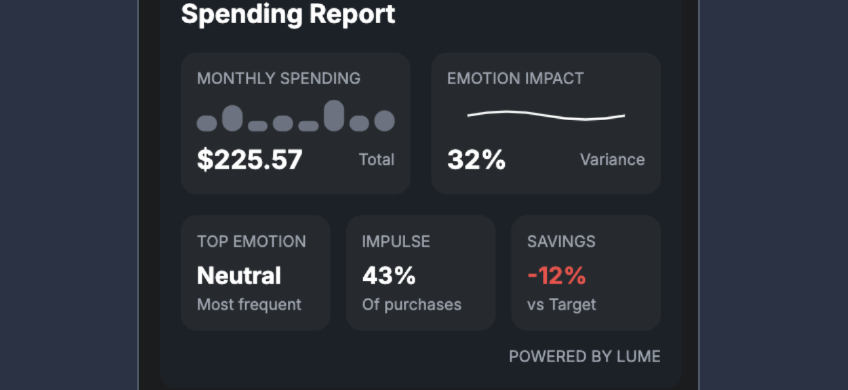 Spending Report
MONTHLY SPENDING
$225.57
Total
EMOTION IMPACT
32%
Variance
TOP EMOTION
Neutral
Most frequent
IMPULSE
43%
Of purchases
SAVINGS
-12%
vs Target
POWERED BY LUME